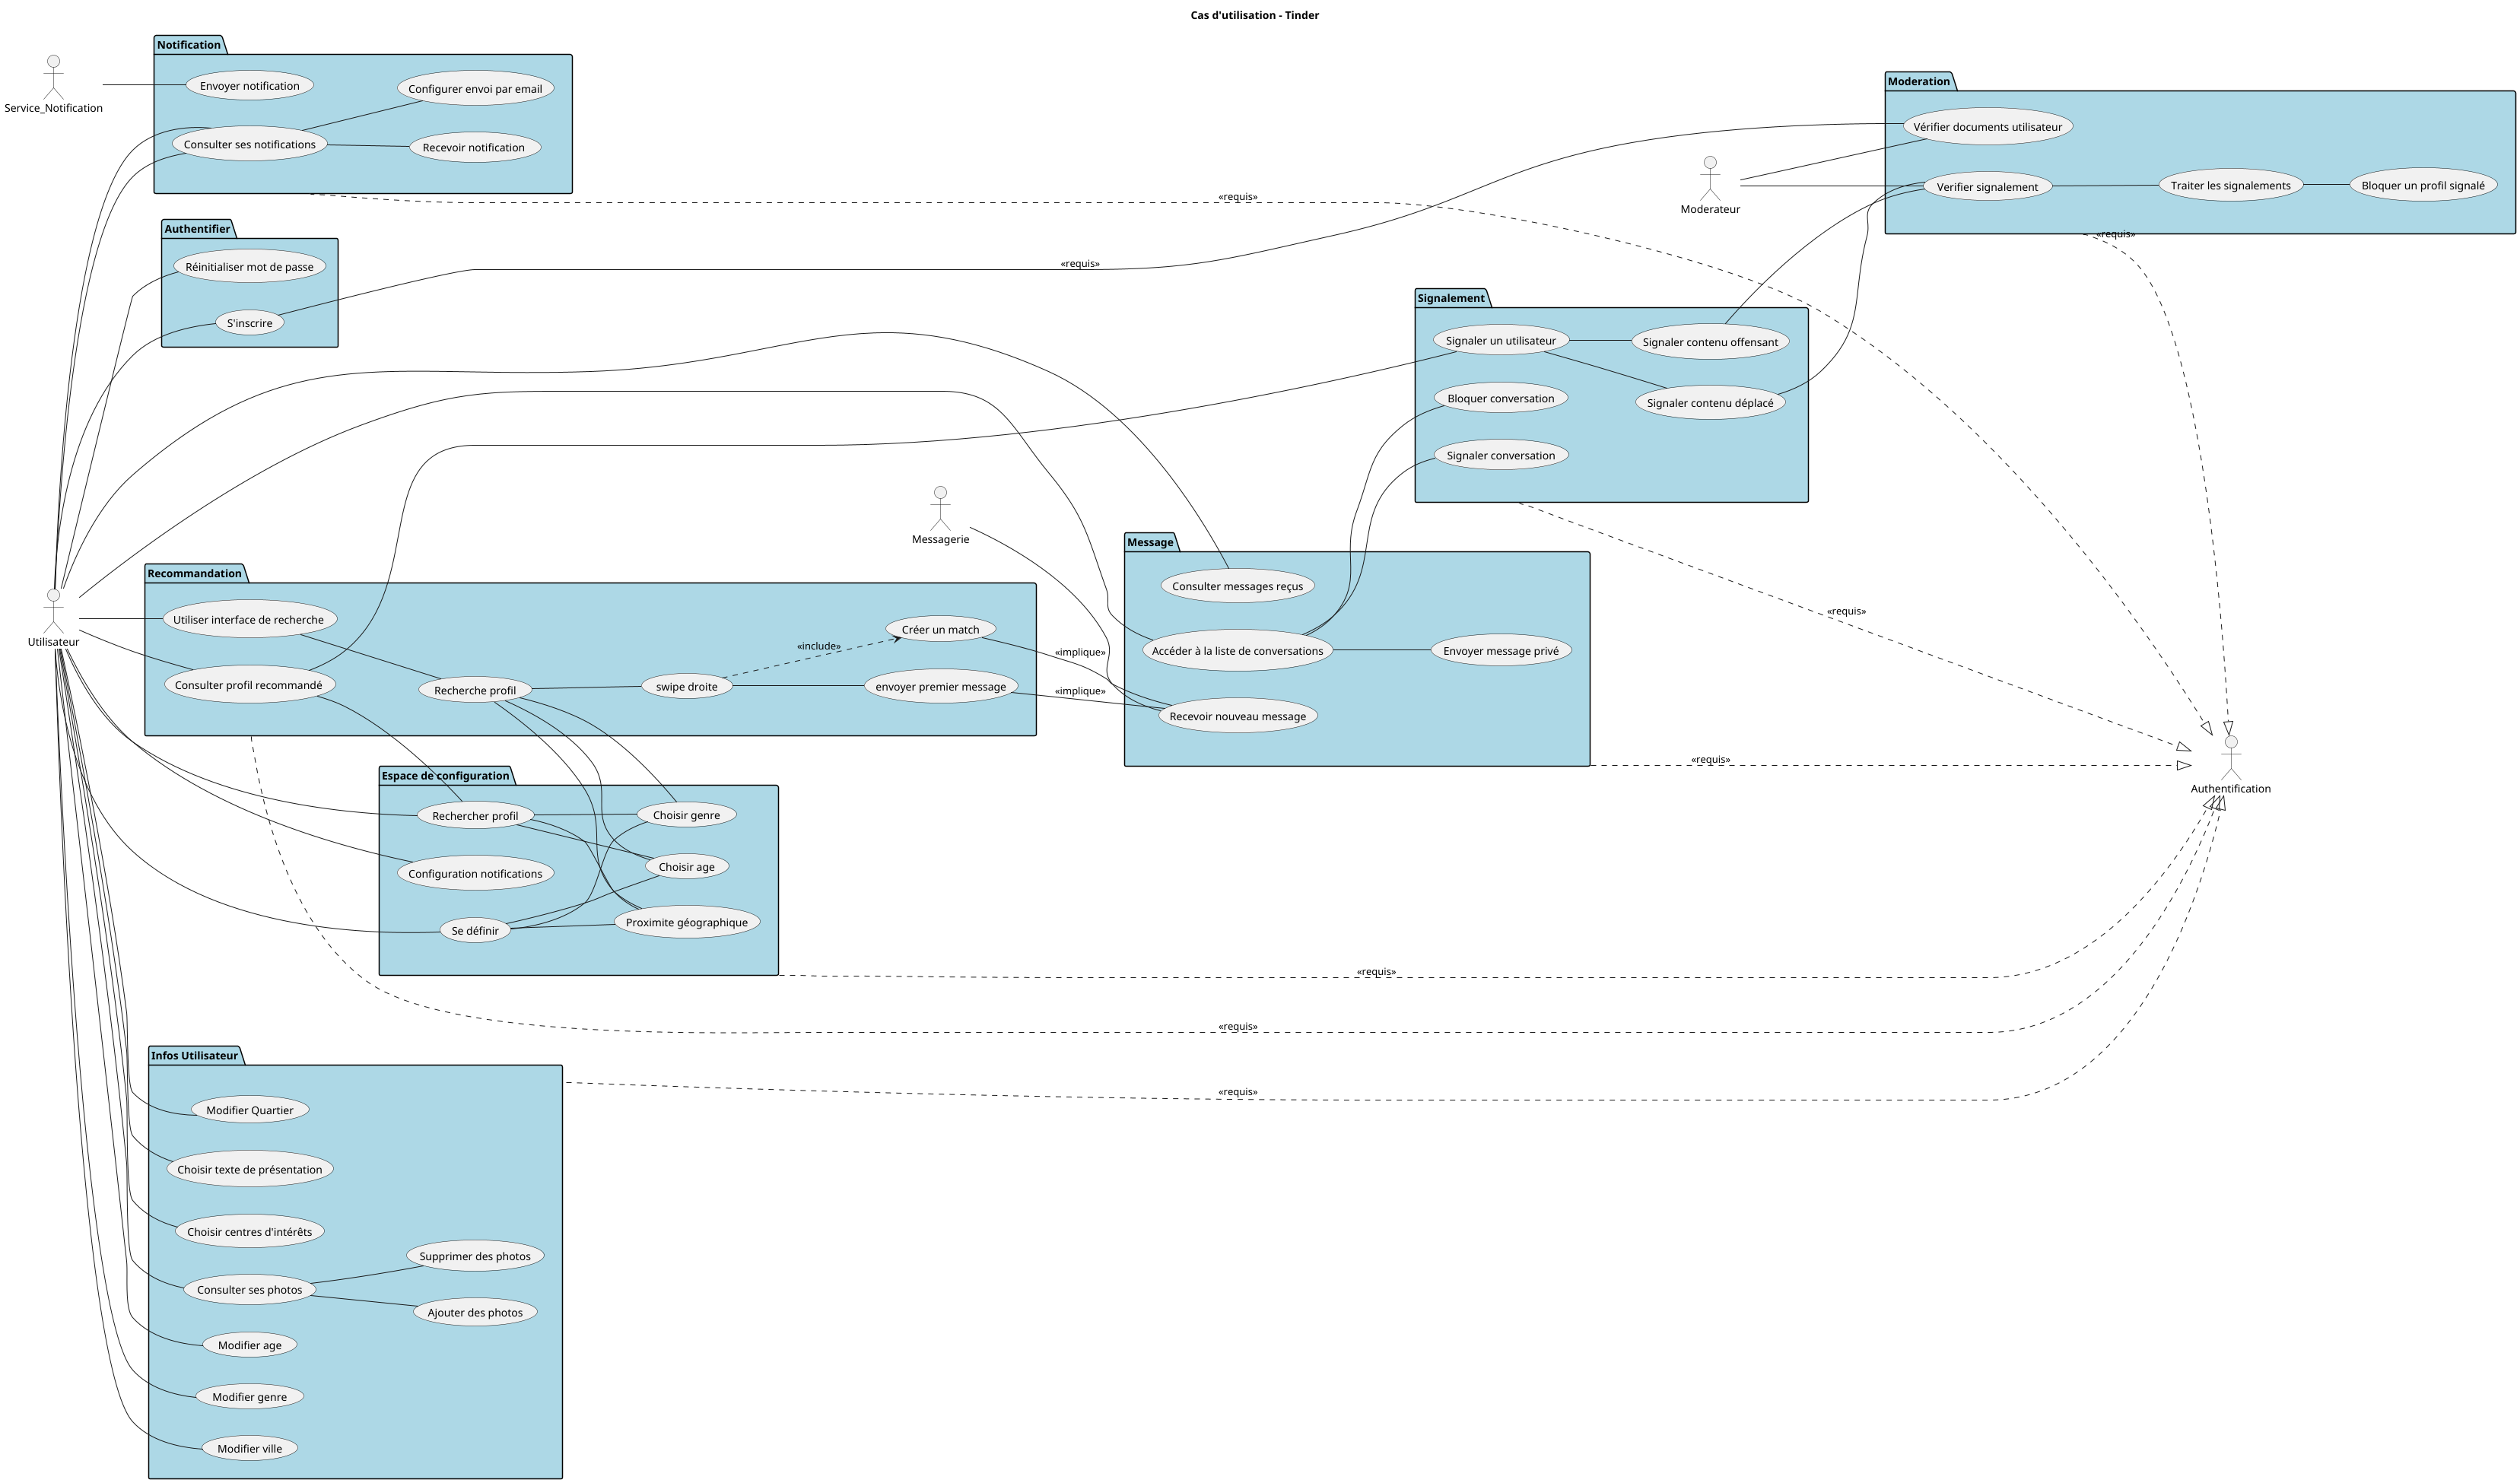 Cas d'utilisation - Tinder
Notification
Service_Notification
Envoyer notification
Configurer envoi par email
Consulter ses notifications
Recevoir notification
«requis»
Moderation
Vérifier documents utilisateur
Moderateur
Verifier signalement
Traiter les signalements
Bloquer un profil signalé
«requis»
Authentifier
Réinitialiser mot de passe
S'inscrire
«requis»
Signalement
Signaler un utilisateur
Signaler contenu offensant
Bloquer conversation
Signaler contenu déplacé
Signaler conversation
«requis»
Messagerie
Message
Consulter messages reçus
Accéder à la liste de conversations
Envoyer message privé
Recevoir nouveau message
«requis»
Utilisateur
Recommandation
Utiliser interface de recherche
Consulter profil recommandé
Recherche profil
swipe droite
«include»
Créer un match
envoyer premier message
«implique»
«implique»
Authentification
Espace de configuration
Rechercher profil
Choisir genre
Configuration notifications
Choisir age
Se définir
Proximite géographique
«requis»
«requis»
Infos Utilisateur
«requis»
Modifier Quartier
Choisir texte de présentation
Choisir centres d'intérêts
Supprimer des photos
Consulter ses photos
Ajouter des photos
Modifier age
Modifier genre
Modifier ville